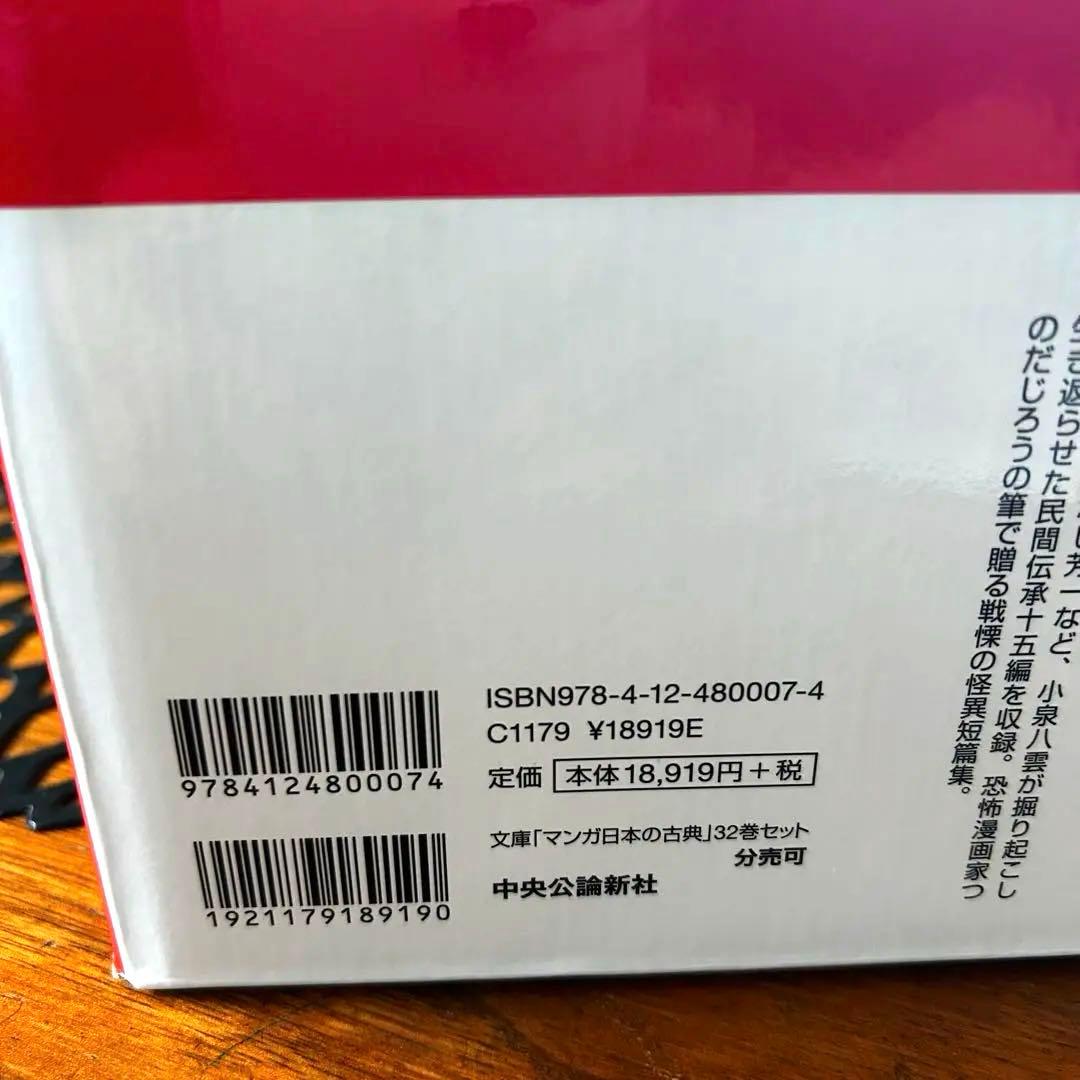 生き返らせた民間伝承十五編を収録。恐怖漫画家つ
のだじろうの筆で贈る戦慄の怪異短篇集。
芳一など、小泉八雲が掘り起こし
ISBN978-4-12-480007-4
C1179 ¥18919E
定価 本体18,919円+税
文庫「マンガ日本の古典」32巻セット
分売可
中央公論新社
9784124800074
1921179189190